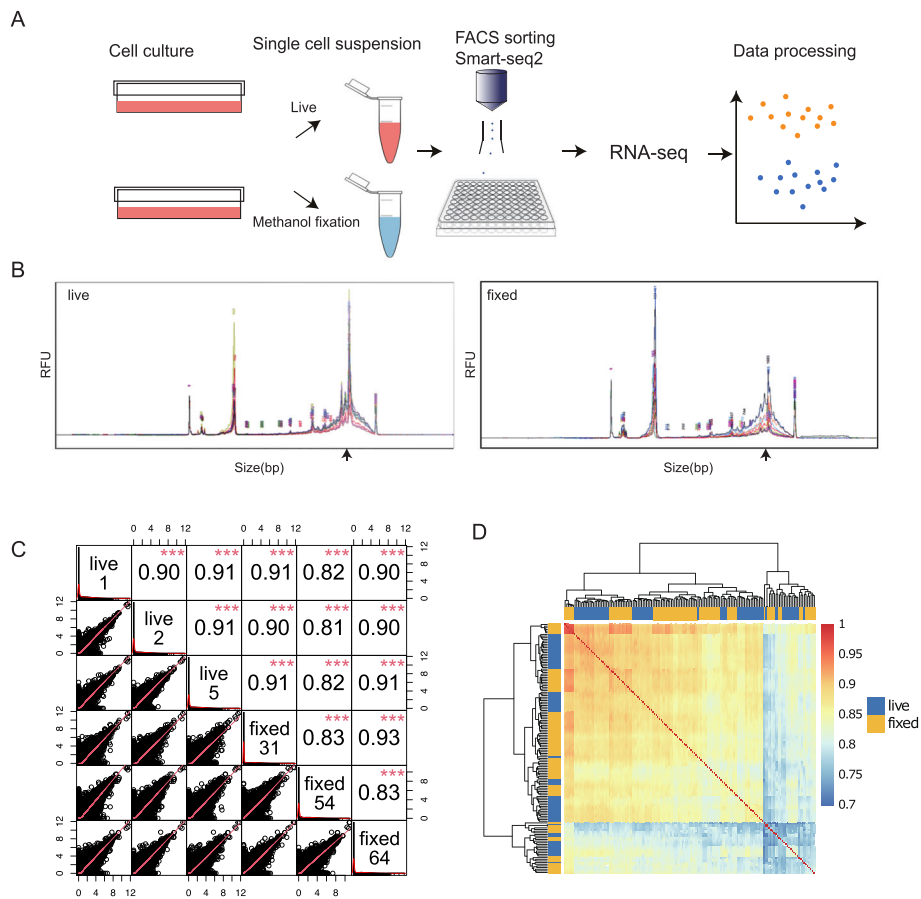 A
Cell culture
Single cell suspension
FACS sorting
Smart-seq2
Data processing
Live
Methanol fixation
RNA-seq
B
live
fixed
RFU
RFU
Size(bp)
Size(bp)
C
0 4 8 12 0 4 8 12 0 4 8 12
live
1
*** 0.90
*** 0.91
*** 0.91
*** 0.82
*** 0.90
0 4 8 12
0 4 8 12
live
2
*** 0.91
*** 0.90
*** 0.81
*** 0.90
live
5
*** 0.91
*** 0.82
*** 0.91
0 4 8 12
0 4 8 12
fixed
31
*** 0.83
*** 0.93
fixed
54
*** 0.83
0 4 8
0 4 8 12
fixed
64
0 4 8 12 0 4 8 12 0 4 8
D
1
0.95
0.9
0.85
0.8
0.75
0.7
live
fixed